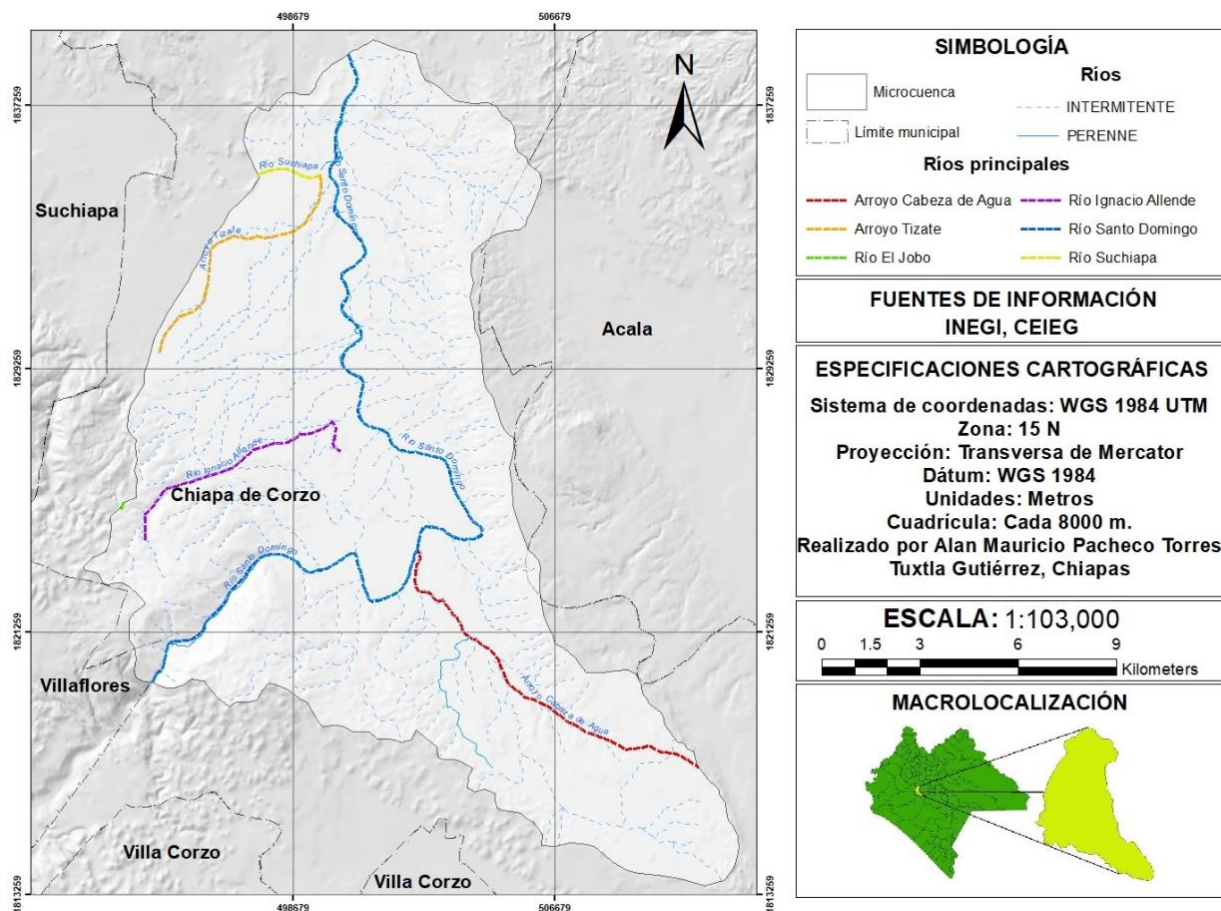 498679
506679
1837259
1837259
N
Río Suchiapa
Río Santo Domingo
Suchiapa
Arroyo Tizate
Acala
1829259
1829259
Río Ignacio Allende
Río Santo Domingo
Chiapa de Corzo
Río Santo Domingo
1821259
1821259
Villaflores
Arroyo Cabeza de Agua
Villa Corzo
Villa Corzo
1813259
1813259
498679
506679
SIMBOLOGÍA
Microcuenca
Límite municipal
Ríos
INTERMITENTE
PERENNE
Ríos principales
Arroyo Cabeza de Agua
Río Ignacio Allende
Arroyo Tizate
Río Santo Domingo
Río El Jobo
Río Suchiapa
FUENTES DE INFORMACIÓN
INEGI, CEIEG
ESPECIFICACIONES CARTOGRÁFICAS
Sistema de coordenadas: WGS 1984 UTM
Zona: 15 N
Proyección: Transversa de Mercator
Dátum: WGS 1984
Unidades: Metros
Cuadrícula: Cada 8000 m.
Realizado por Alan Mauricio Pacheco Torres
Tuxtla Gutiérrez, Chiapas
ESCALA: 1:103,000
0 1.5 3 6 9
Kilometers
MACROLOCALIZACIÓN